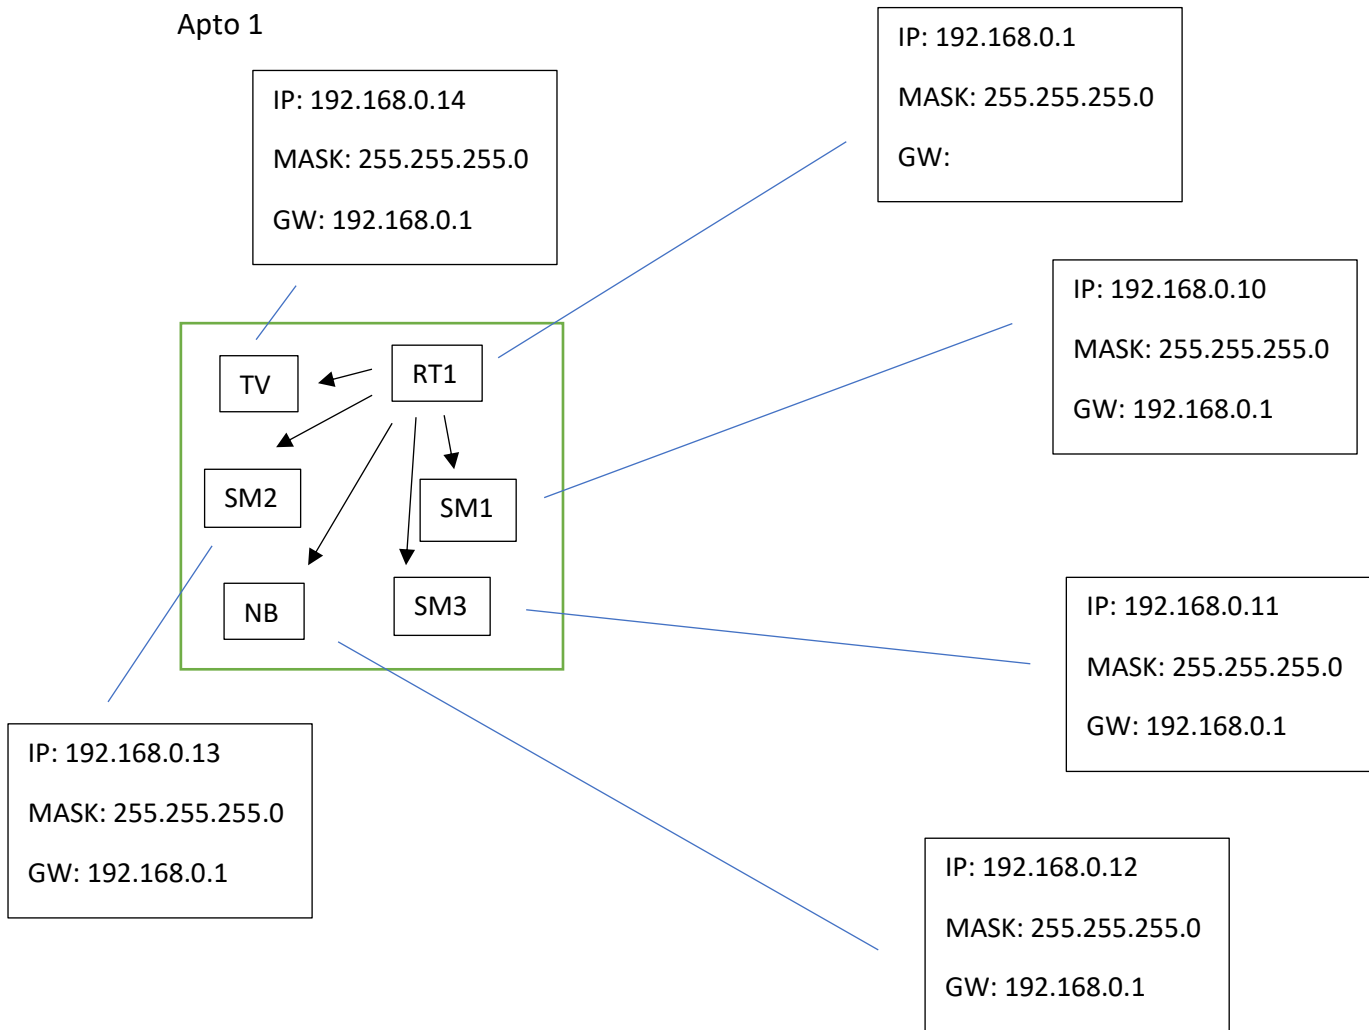 Apto 1
IP: 192.168.0.1
MASK: 255.255.255.0
GW:
IP: 192.168.0.14
MASK: 255.255.255.0
GW: 192.168.0.1
IP: 192.168.0.10
MASK: 255.255.255.0
GW: 192.168.0.1
TV
RT1
SM2
SM1
NB
SM3
IP: 192.168.0.11
MASK: 255.255.255.0
GW: 192.168.0.1
IP: 192.168.0.13
MASK: 255.255.255.0
GW: 192.168.0.1
IP: 192.168.0.12
MASK: 255.255.255.0
GW: 192.168.0.1